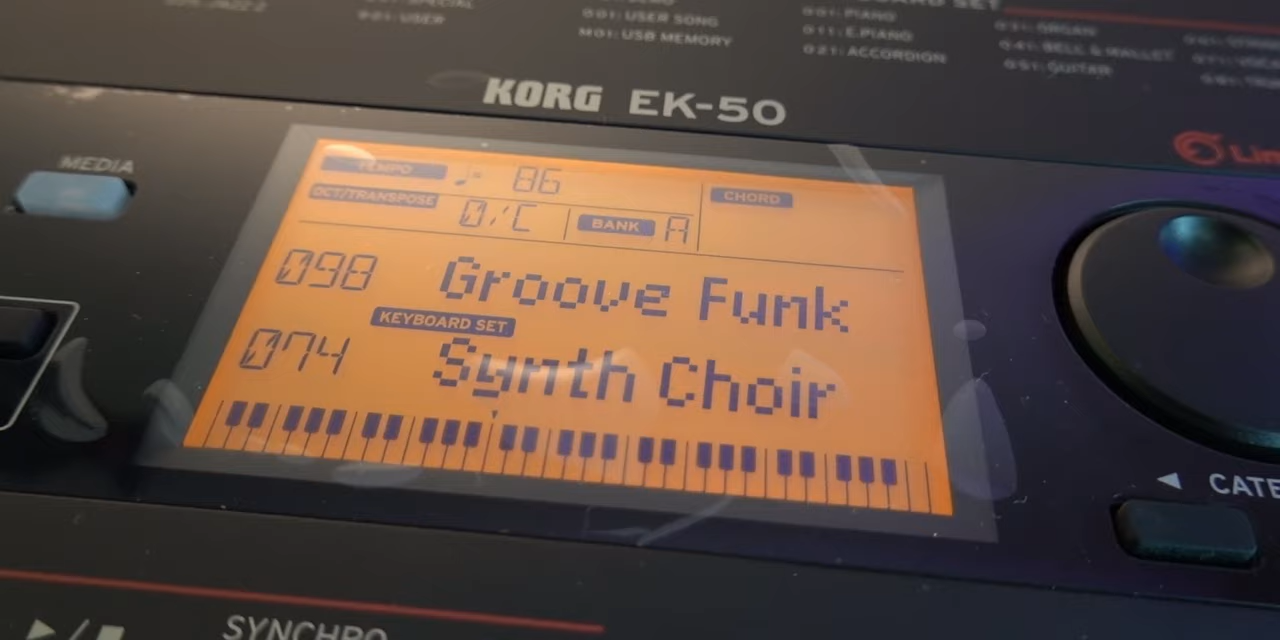 001: USER
001: USER SONG
M01: USB MEMORY
001: PIANO
011: E.PIANO
021: ACCORDION
031: ORGAN
041: BELL & MALLET
051: GUITAR
KORG EK-50
MEDIA
TEMPO ♩= 86
OCT/TRANSPOSE 0/C BANK A
CHORD
098 Groove Funk
KEYBOARD SET
074 Synth Choir
◀ CATE
▶/■ SYNCHRO